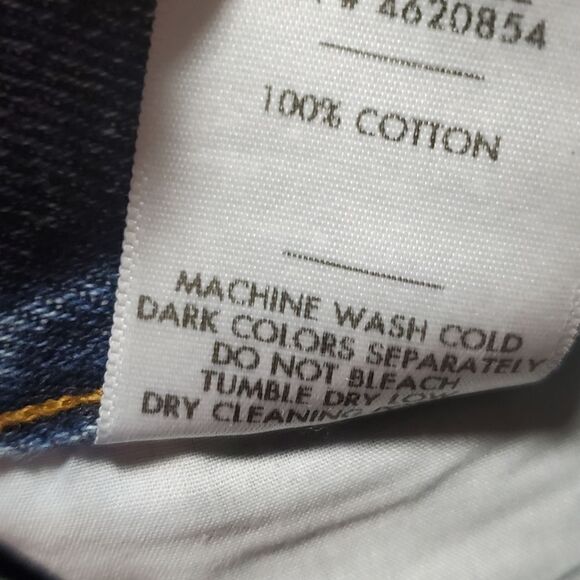 # 4620854
100% COTTON
MACHINE WASH COLD
DARK COLORS SEPARATELY
DO NOT BLEACH
TUMBLE DRY LOW
DRY CLEANING